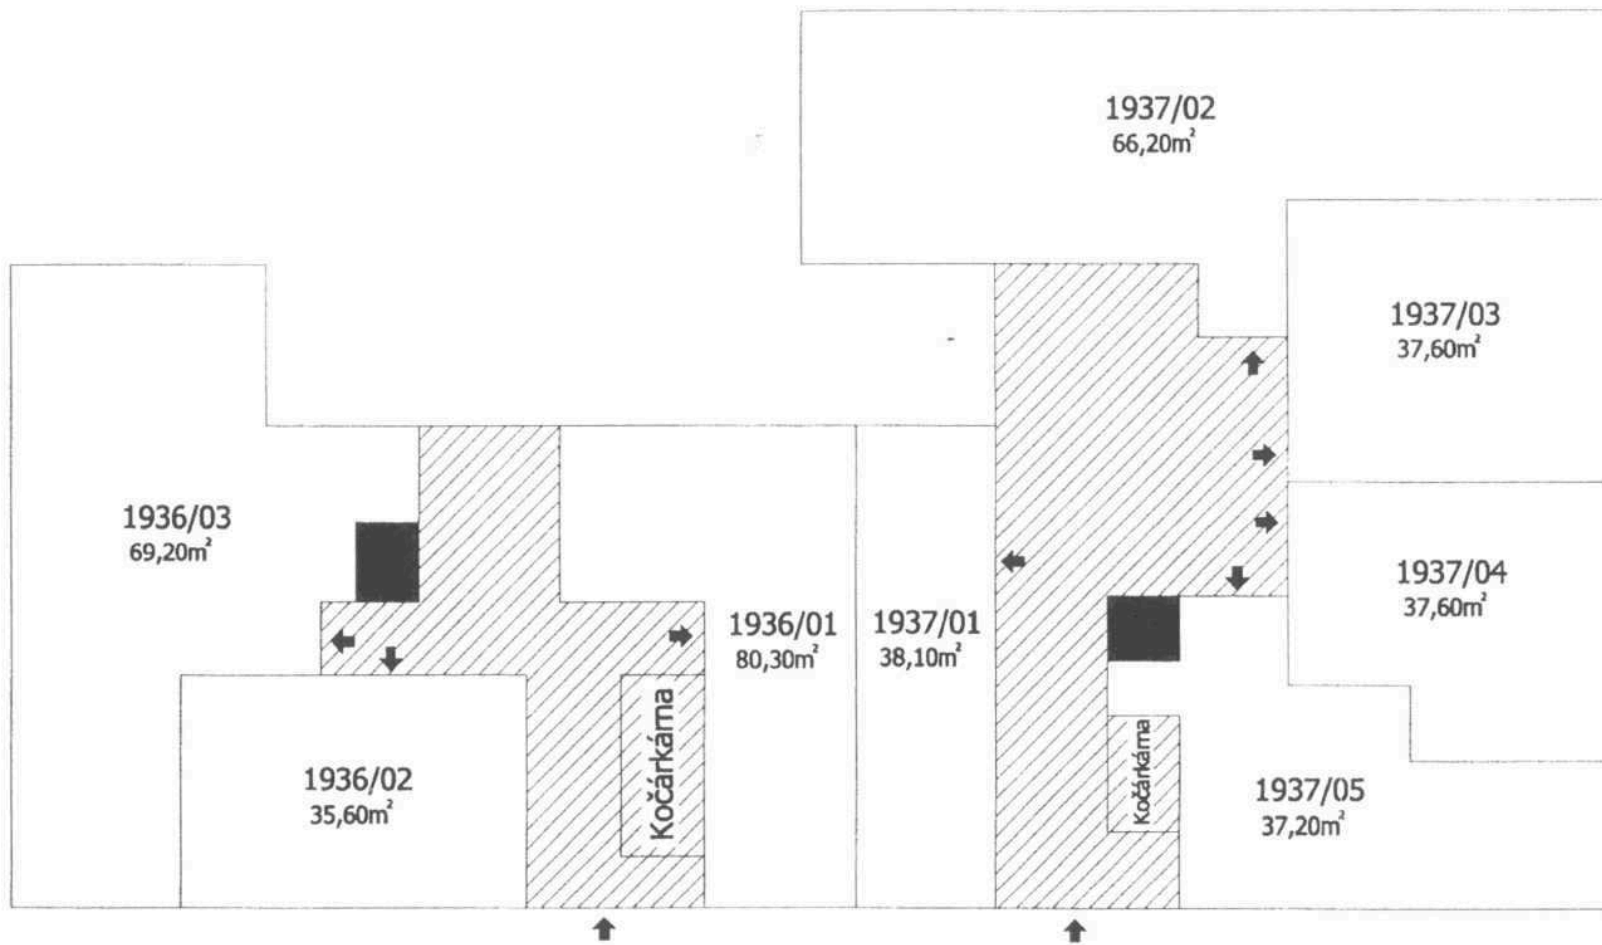 1937/02
66,20m²
1937/03
37,60m²
1936/03
69,20m²
1936/01
80,30m²
1937/01
38,10m²
1937/04
37,60m²
1936/02
35,60m²
Kočárkárna
Kočárkárna
1937/05
37,20m²